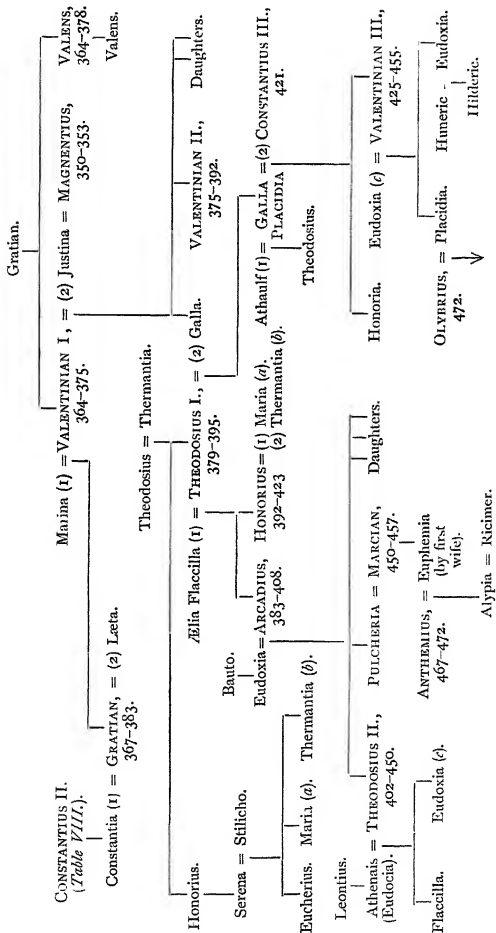 Gratian.
Marina (1) = VALENTINIAN I, = (2) Justina = MAGNENTIUS,
364-375.
350-353.
VALENS,
364-378.
Valens.
CONSTANTIUS II.
(Table VIII.).
Constantia (1) = GRATIAN, = (2) Læta.
367-383.
Theodosius = Thermantia.
Galla.
VALENTINIAN II.,
375-392.
Daughters.
Honorius.
Ælia Flaccilla (1) = THEODOSIUS I., = (2) Galla.
379-395.
Serena = Stilicho.
Bauto.
Eudoxia = ARCADIUS,
383-408.
HONORIUS = (1) Maria (a).
392-423
(2) Thermantia (b).
Athaulf (1) = GALLA = (2) CONSTANTIUS III.,
PLACIDIA
421.
Theodosius.
Eucherius.
Maria (a).
Thermantia (b).
Leontius.
Athenais = THEODOSIUS II.,
(Eudocia).
402-450.
PULCHERIA = MARCIAN,
450-457.
Daughters.
Honoria.
Eudoxia (c) = VALENTINIAN III.,
425-455.
Flaccilla.
Eudoxia (c).
ANTHEMIUS, = Euphemia
467-472.
(by first
wife).
Alypia = Ricimer.
OLYBRIUS, = Placidia.
472.
Huneric - Eudoxia.
Hilderic.